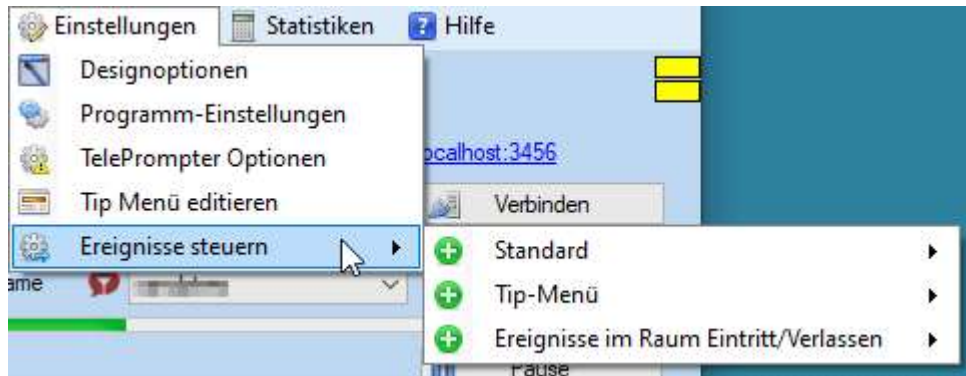 Einstellungen Statistiken Hilfe
Designoptionen
Programm-Einstellungen
TelePrompter Optionen
ocalhost:3456
Tip Menü editieren
Verbinden
Ereignisse steuern
Standard
ame
Tip-Menü
Ereignisse im Raum Eintritt/Verlassen
Pause